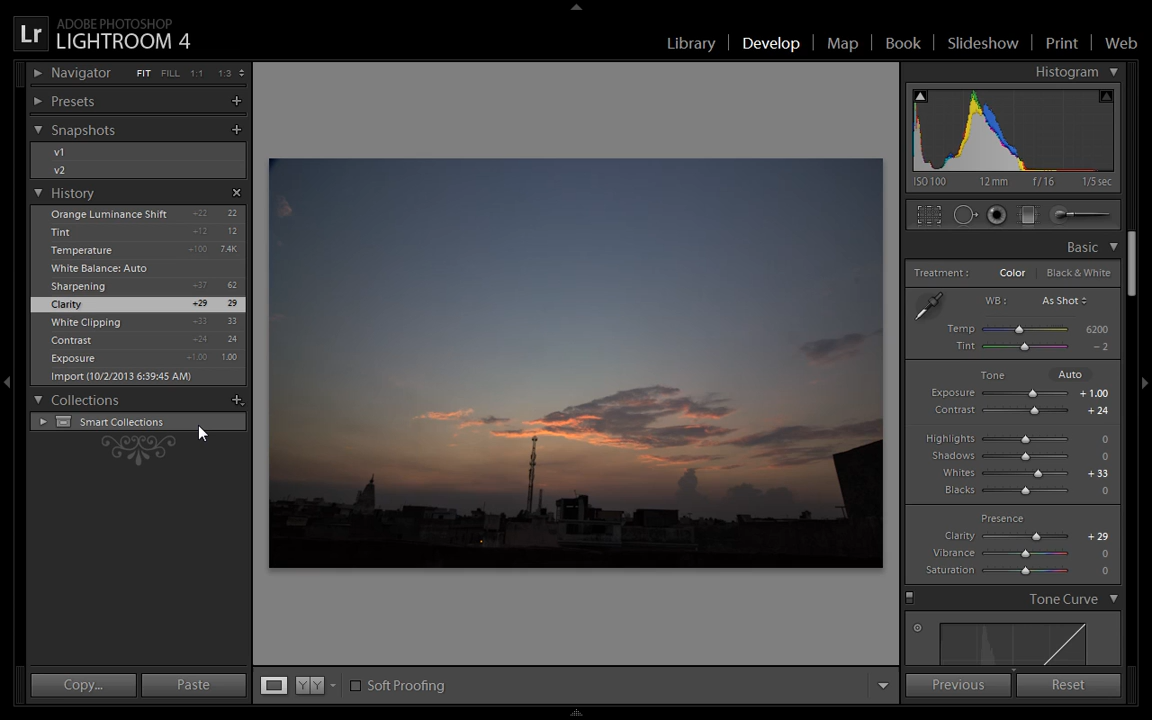 Lr ADOBE PHOTOSHOP
LIGHTROOM 4
Library Develop Map Book Slideshow Print Web
Navigator FIT FILL 1:1 1:3
Presets
Snapshots
v1
v2
History
Orange Luminance Shift +22 22
Tint +12 12
Temperature +100 7.4K
White Balance: Auto
Sharpening +37 62
Clarity +29 29
White Clipping +33 33
Contrast +24 24
Exposure +1.00 1.00
Import (10/2/2013 6:39:45 AM)
Collections
Smart Collections
Copy... Paste
Soft Proofing
Histogram
ISO 100 12 mm f/16 1/5 sec
Basic
Treatment : Color Black & White
WB : As Shot
Temp 6200
Tint – 2
Tone Auto
Exposure + 1.00
Contrast + 24
Highlights 0
Shadows 0
Whites + 33
Blacks 0
Presence
Clarity + 29
Vibrance 0
Saturation 0
Tone Curve
Previous Reset